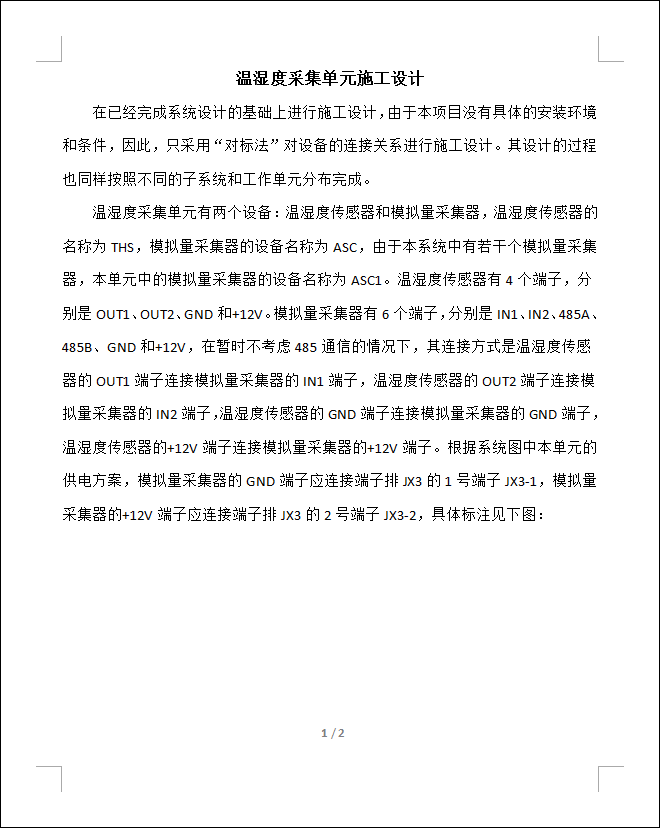 温湿度采集单元施工设计
在已经完成系统设计的基础上进行施工设计，由于本项目没有具体的安装环境
和条件，因此，只采用“对标法”对设备的连接关系进行施工设计。其设计的过程
也同样按照不同的子系统和工作单元分布完成。
温湿度采集单元有两个设备：温湿度传感器和模拟量采集器，温湿度传感器的
名称为 THS，模拟量采集器的设备名称为 ASC，由于本系统中有若干个模拟量采集
器，本单元中的模拟量采集器的设备名称为 ASC1。温湿度传感器有 4 个端子，分
别是 OUT1、OUT2、GND 和+12V。模拟量采集器有 6 个端子，分别是 IN1、IN2、485A、
485B、GND 和+12V，在暂时不考虑 485 通信的情况下，其连接方式是温湿度传感
器的 OUT1 端子连接模拟量采集器的 IN1 端子，温湿度传感器的 OUT2 端子连接模
拟量采集器的 IN2 端子，温湿度传感器的 GND 端子连接模拟量采集器的 GND 端子，
温湿度传感器的+12V 端子连接模拟量采集器的+12V 端子。根据系统图中本单元的
供电方案，模拟量采集器的 GND 端子应连接端子排 JX3 的 1 号端子 JX3-1，模拟量
采集器的+12V 端子应连接端子排 JX3 的 2 号端子 JX3-2，具体标注见下图：
1 / 2